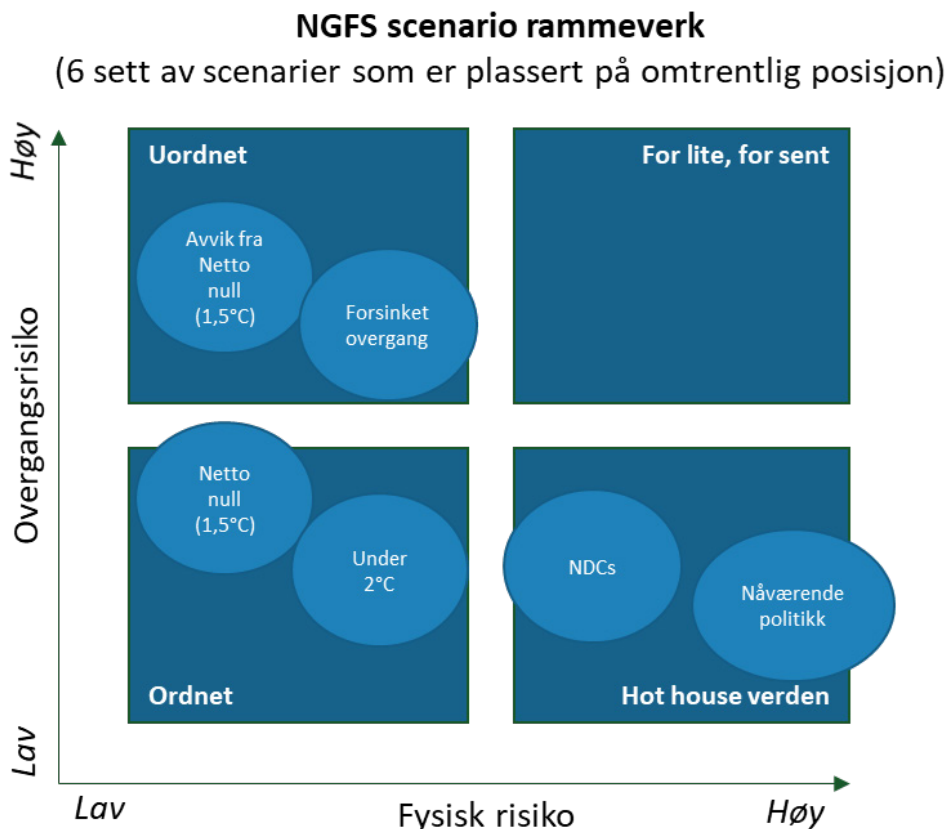 NGFS scenario rammeverk
(6 sett av scenarier som er plassert på omtrentlig posisjon)
Høy
Overgangsrisiko
Lav
Uordnet
Avvik fra
Netto
null
(1,5°C)
Forsinket
overgang
For lite, for sent
Netto
null
(1,5°C)
Under
2°C
Ordnet
NDCs
Nåværende
politikk
Hot house verden
Lav
Fysisk risiko
Høy